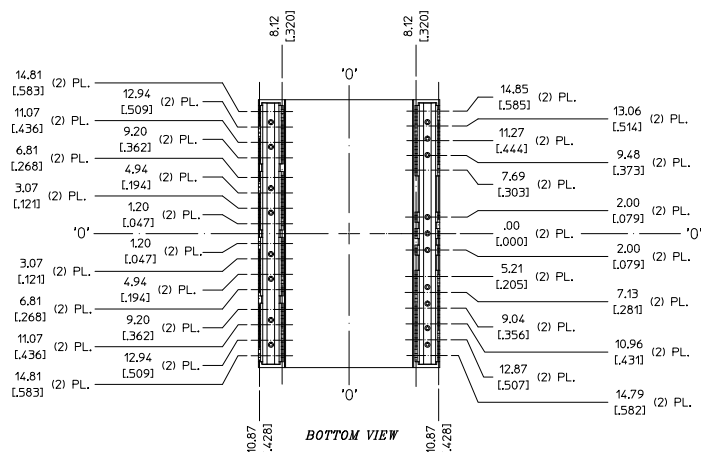 8.12
[.320]
8.12
[.320]
'O'
14.81
[.583] (2) PL.
12.94
[.509] (2) PL.
11.07
[.436] (2) PL.
9.20
[.362] (2) PL.
6.81
[.268] (2) PL.
4.94
[.194] (2) PL.
3.07
[.121] (2) PL.
1.20
[.047] (2) PL.
'O'
1.20
[.047] (2) PL.
3.07
[.121] (2) PL.
4.94
[.194] (2) PL.
6.81
[.268] (2) PL.
9.20
[.362] (2) PL.
11.07
[.436] (2) PL.
12.94
[.509] (2) PL.
14.81
[.583] (2) PL.
14.85
[.585] (2) PL.
13.06
[.514] (2) PL.
11.27
[.444] (2) PL.
9.48
[.373] (2) PL.
7.69
[.303] (2) PL.
2.00
[.079] (2) PL.
.00
[.000] (2) PL.
'O'
2.00
[.079] (2) PL.
5.21
[.205] (2) PL.
7.13
[.281] (2) PL.
9.04
[.356] (2) PL.
10.96
[.431] (2) PL.
12.87
[.507] (2) PL.
14.79
[.582] (2) PL.
'O'
10.87
[.428]
10.87
[.428]
BOTTOM VIEW